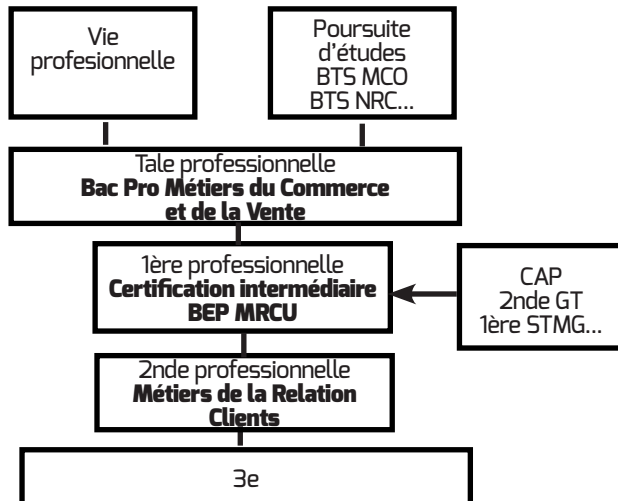 Vie
profesionnelle
Poursuite
d'études
BTS MCO
BTS NRC...
Tale professionnelle
Bac Pro Métiers du Commerce
et de la Vente
1ère professionnelle
Certification intermédiaire
BEP MRCU
CAP
2nde GT
1ère STMG...
2nde professionnelle
Métiers de la Relation
Clients
3e